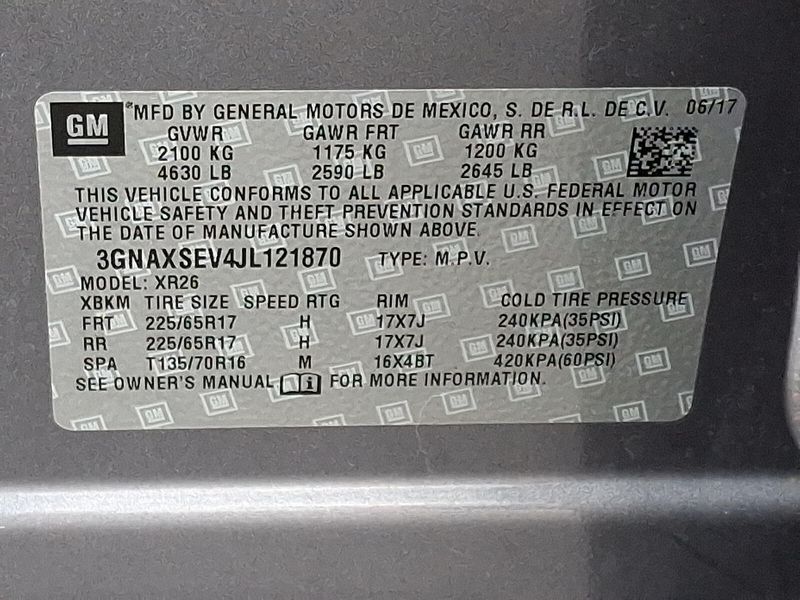 GM ®MFD BY GENERAL MOTORS DE MEXICO, S. DE R.L. DE C.V. 06/17
GVWR GAWR FRT GAWR RR
2100 KG 1175 KG 1200 KG
4630 LB 2590 LB 2645 LB
THIS VEHICLE CONFORMS TO ALL APPLICABLE U.S. FEDERAL MOTOR
VEHICLE SAFETY AND THEFT PREVENTION STANDARDS IN EFFECT ON
THE DATE OF MANUFACTURE SHOWN ABOVE.
3GNAXSEV4JL121870 TYPE: M.P.V.
MODEL: XR26
XBKM TIRE SIZE SPEED RTG RIM COLD TIRE PRESSURE
FRT 225/65R17 H 17X7J 240KPA(35PSI)
RR 225/65R17 H 17X7J 240KPA(35PSI)
SPA T135/70R16 M 16X4BT 420KPA(60PSI)
SEE OWNER'S MANUAL FOR MORE INFORMATION.